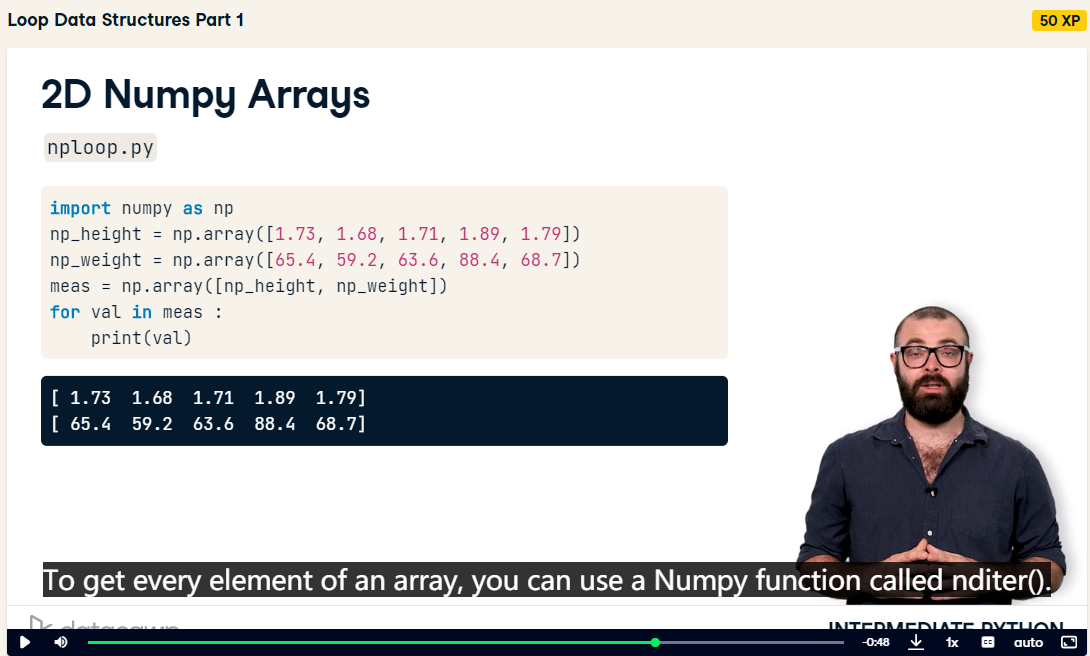 Loop Data Structures Part 1
50 XP
2D Numpy Arrays
nploop.py
import numpy as np
np_height = np.array([1.73, 1.68, 1.71, 1.89, 1.79])
np_weight = np.array([65.4, 59.2, 63.6, 88.4, 68.7])
meas = np.array([np_height, np_weight])
for val in meas :
    print(val)
[ 1.73  1.68  1.71  1.89  1.79]
[ 65.4  59.2  63.6  88.4  68.7]
To get every element of an array, you can use a Numpy function called nditer().
datacamp
INTERMEDIATE PYTHON
-0:48
1x
CC
auto